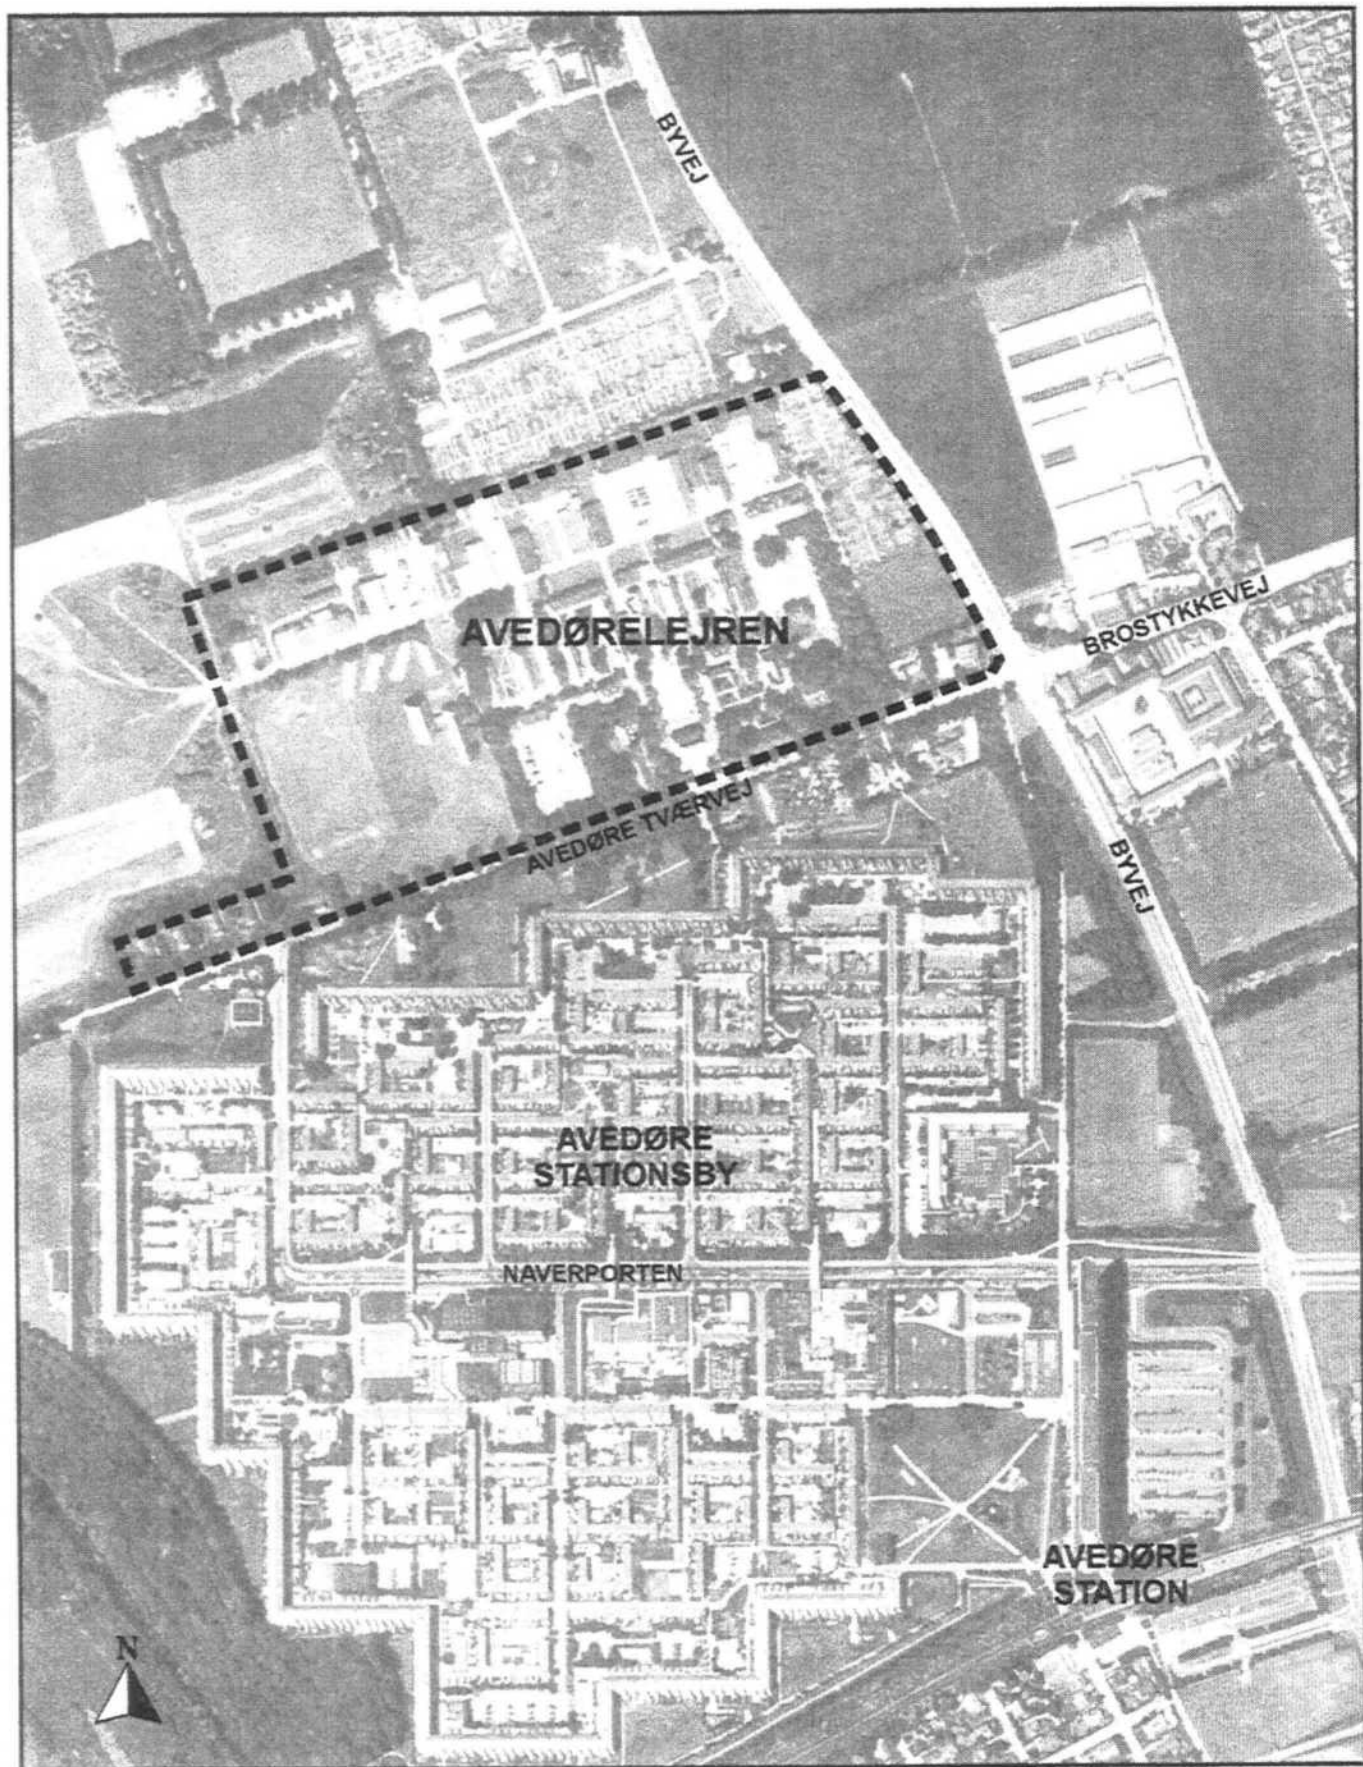 BYVEJ
AVEDØRELEJREN
BROSTYKKEVEJ
AVEDØRE TVÆRVEJ
BYVEJ
AVEDØRE
STATIONSBY
NAVERPORTEN
AVEDØRE
STATION
N